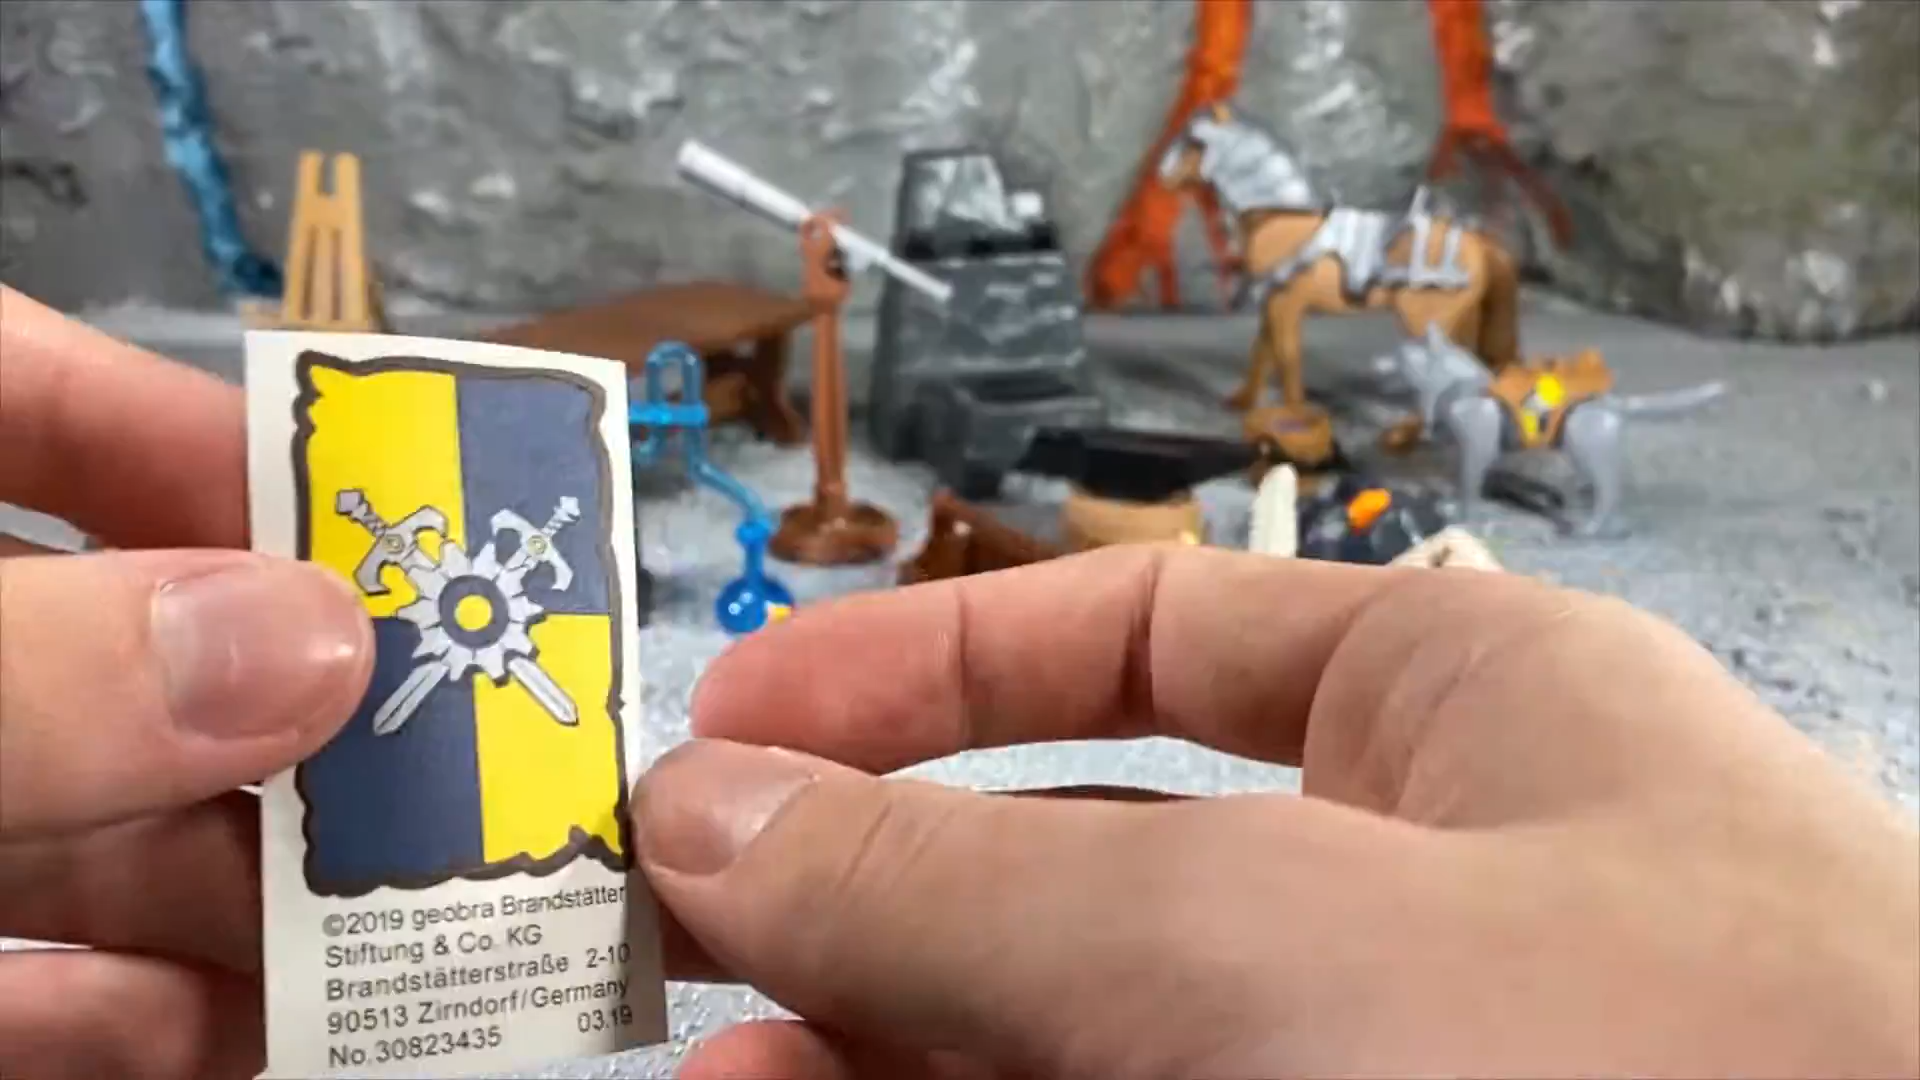 ©2019 geobra Brandstätter
Stiftung & Co. KG
Brandstätterstraße 2-10
90513 Zirndorf/Germany
No.30823435 03.19